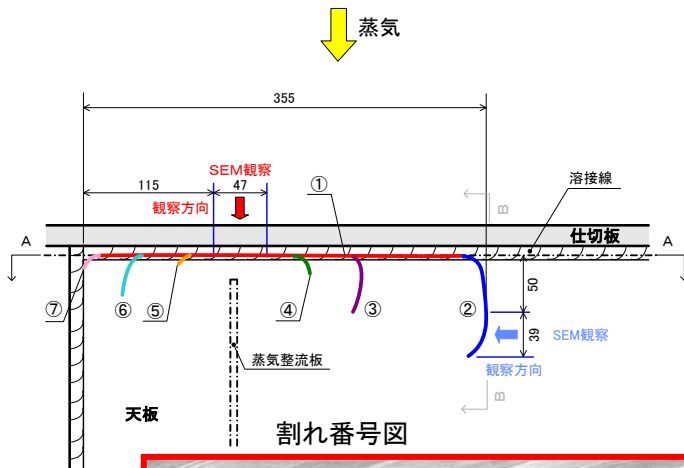 蒸気
355
SEM観察
115
47
①
溶接線
観察方向
B
仕切板
A
A
⑦
⑥
⑤
④
③
②
50
39
SEM観察
蒸気整流板
観察方向
B
天板
割れ番号図